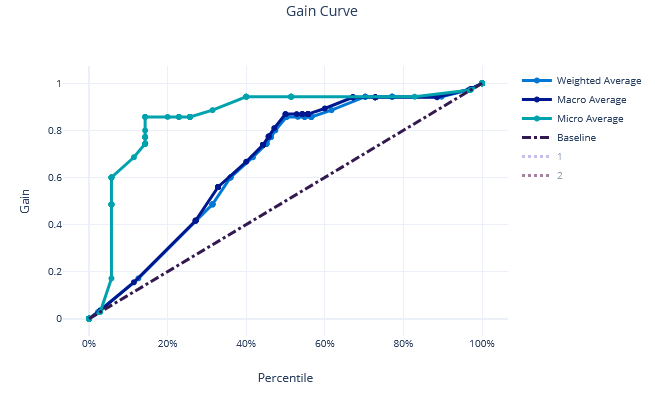 Gain Curve
Gain
1
0.8
0.6
0.4
0.2
0
0%
20%
40%
60%
80%
100%
Percentile
Weighted Average
Macro Average
Micro Average
Baseline
1
2